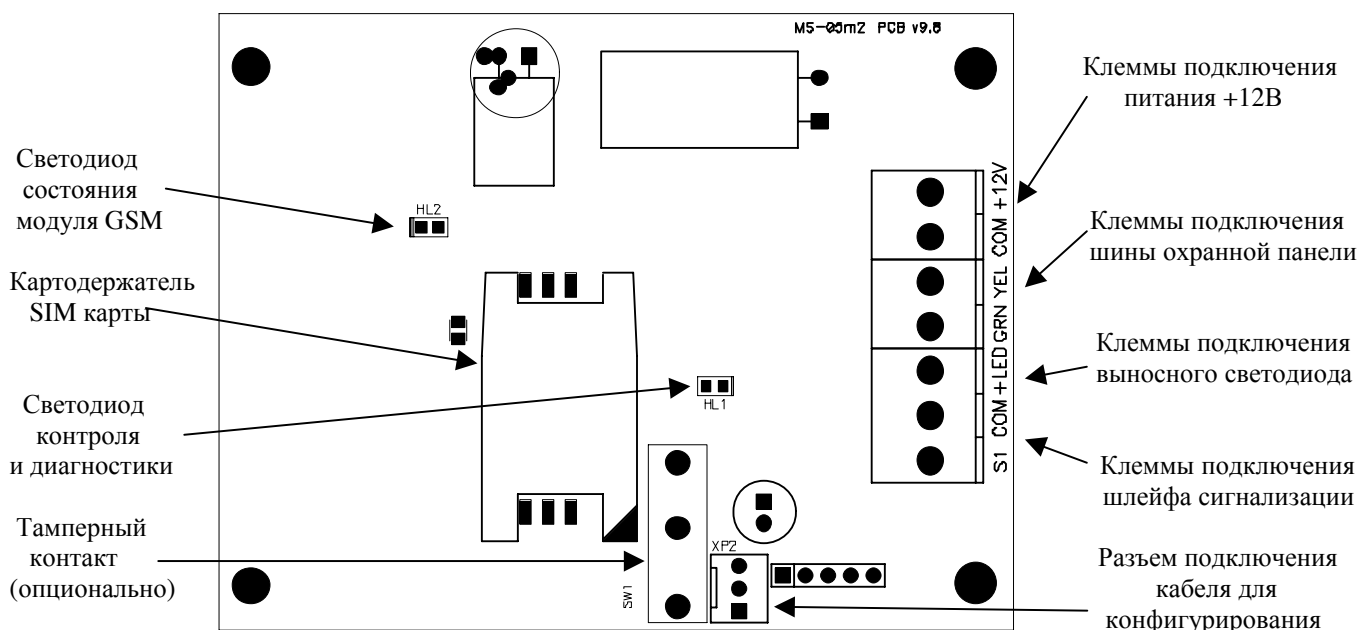 M5-05m2 PCB v9.8
Клеммы подключения
питания +12В
Светодиод
состояния
модуля GSM
HL2
COM +12V
Клеммы подключения
шины охранной панели
GRN YEL
Картодержатель
SIM карты
Клеммы подключения
выносного светодиода
+LED
COM
S1
Светодиод
контроля
и диагностики
HL1
Клеммы подключения
шлейфа сигнализации
Тамперный
контакт
(опционально)
SW1
XP2
Разъем подключения
кабеля для
конфигурирования